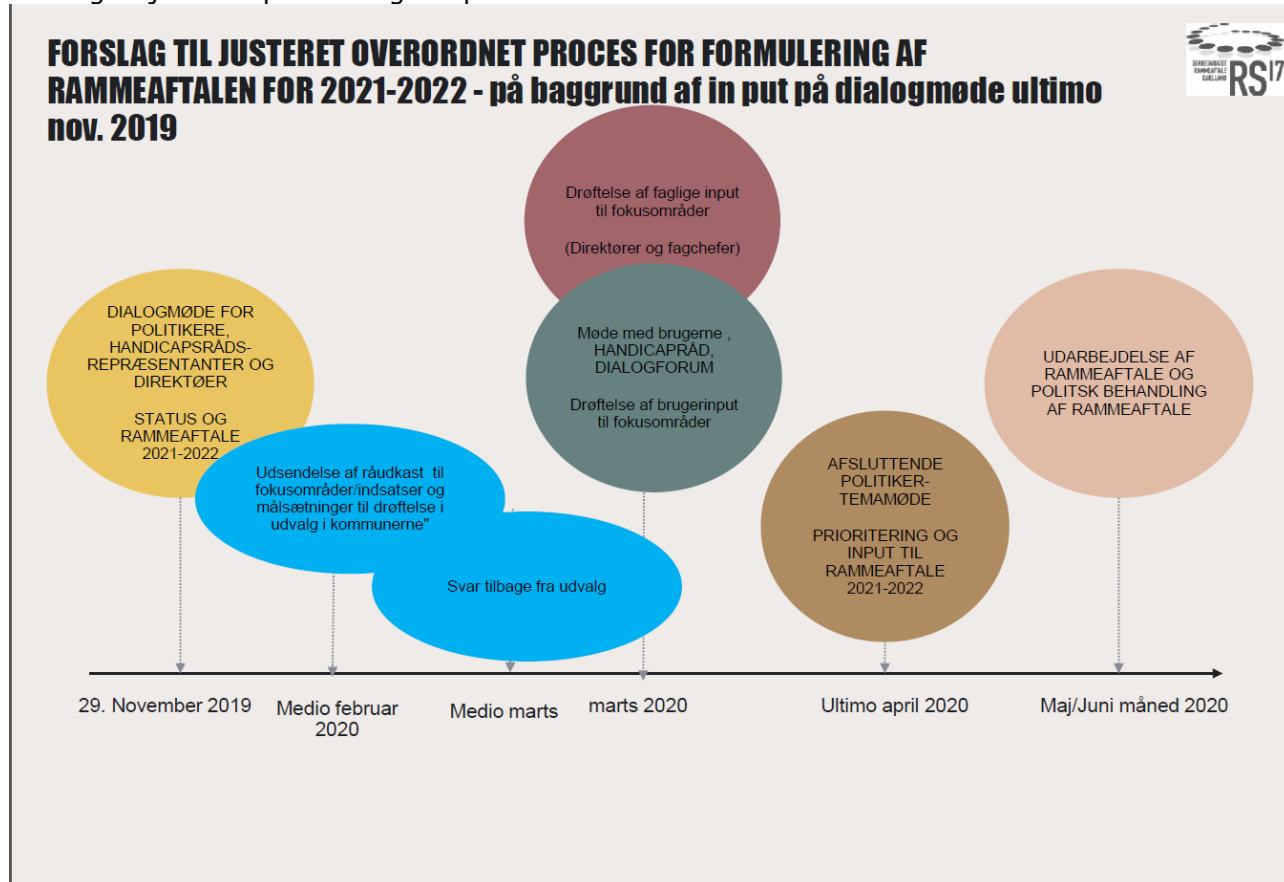 FORSLAG TIL JUSTERET OVERORDNET PROCES FOR FORMULERING AF
RAMMEAFTALEN FOR 2021-2022 - på baggrund af in put på dialogmøde ultimo
nov. 2019
SEKRETARIATET
RAMMEAFTALE
SJÆLLAND
RS17
Drøftelse af faglige input
til fokusområder
(Direktører og fagchefer)
DIALOGMØDE FOR
POLITIKERE,
HANDICAPSRÅDS-
REPRÆSENTANTER OG
DIREKTØER
STATUS OG
RAMMEAFTALE
2021-2022
Møde med brugerne ,
HANDICAPRÅD,
DIALOGFORUM
Drøftelse af brugerinput
til fokusområder
UDARBEJDELSE AF
RAMMEAFTALE OG
POLITSK BEHANDLING
AF RAMMEAFTALE
Udsendelse af råudkast til
fokusområder/indsatser og
målsætninger til drøftelse i
udvalg i kommunerne"
AFSLUTTENDE
POLITIKER-
TEMAMØDE
PRIORITERING OG
INPUT TIL
RAMMEAFTALE
2021-2022
Svar tilbage fra udvalg
29. November 2019
Medio februar
2020
Medio marts
marts 2020
Ultimo april 2020
Maj/Juni måned 2020